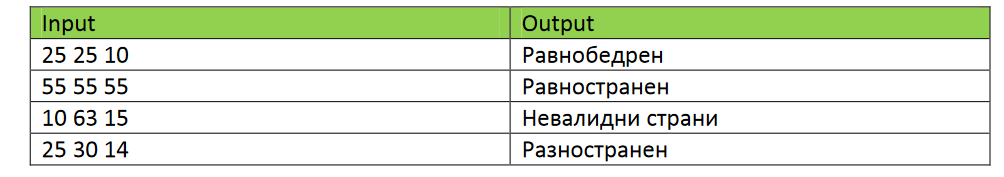 Input Output
25 25 10 Равнобедрен
55 55 55 Равностранен
10 63 15 Невалидни страни
25 30 14 Разностранен